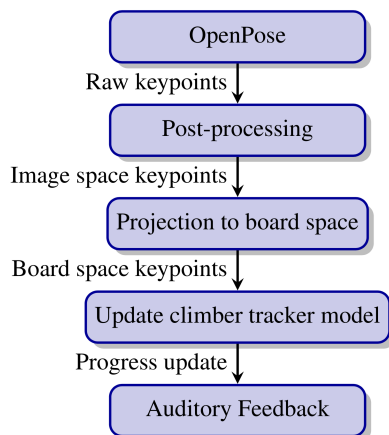 OpenPose
Raw keypoints
Post-processing
Image space keypoints
Projection to board space
Board space keypoints
Update climber tracker model
Progress update
Auditory Feedback